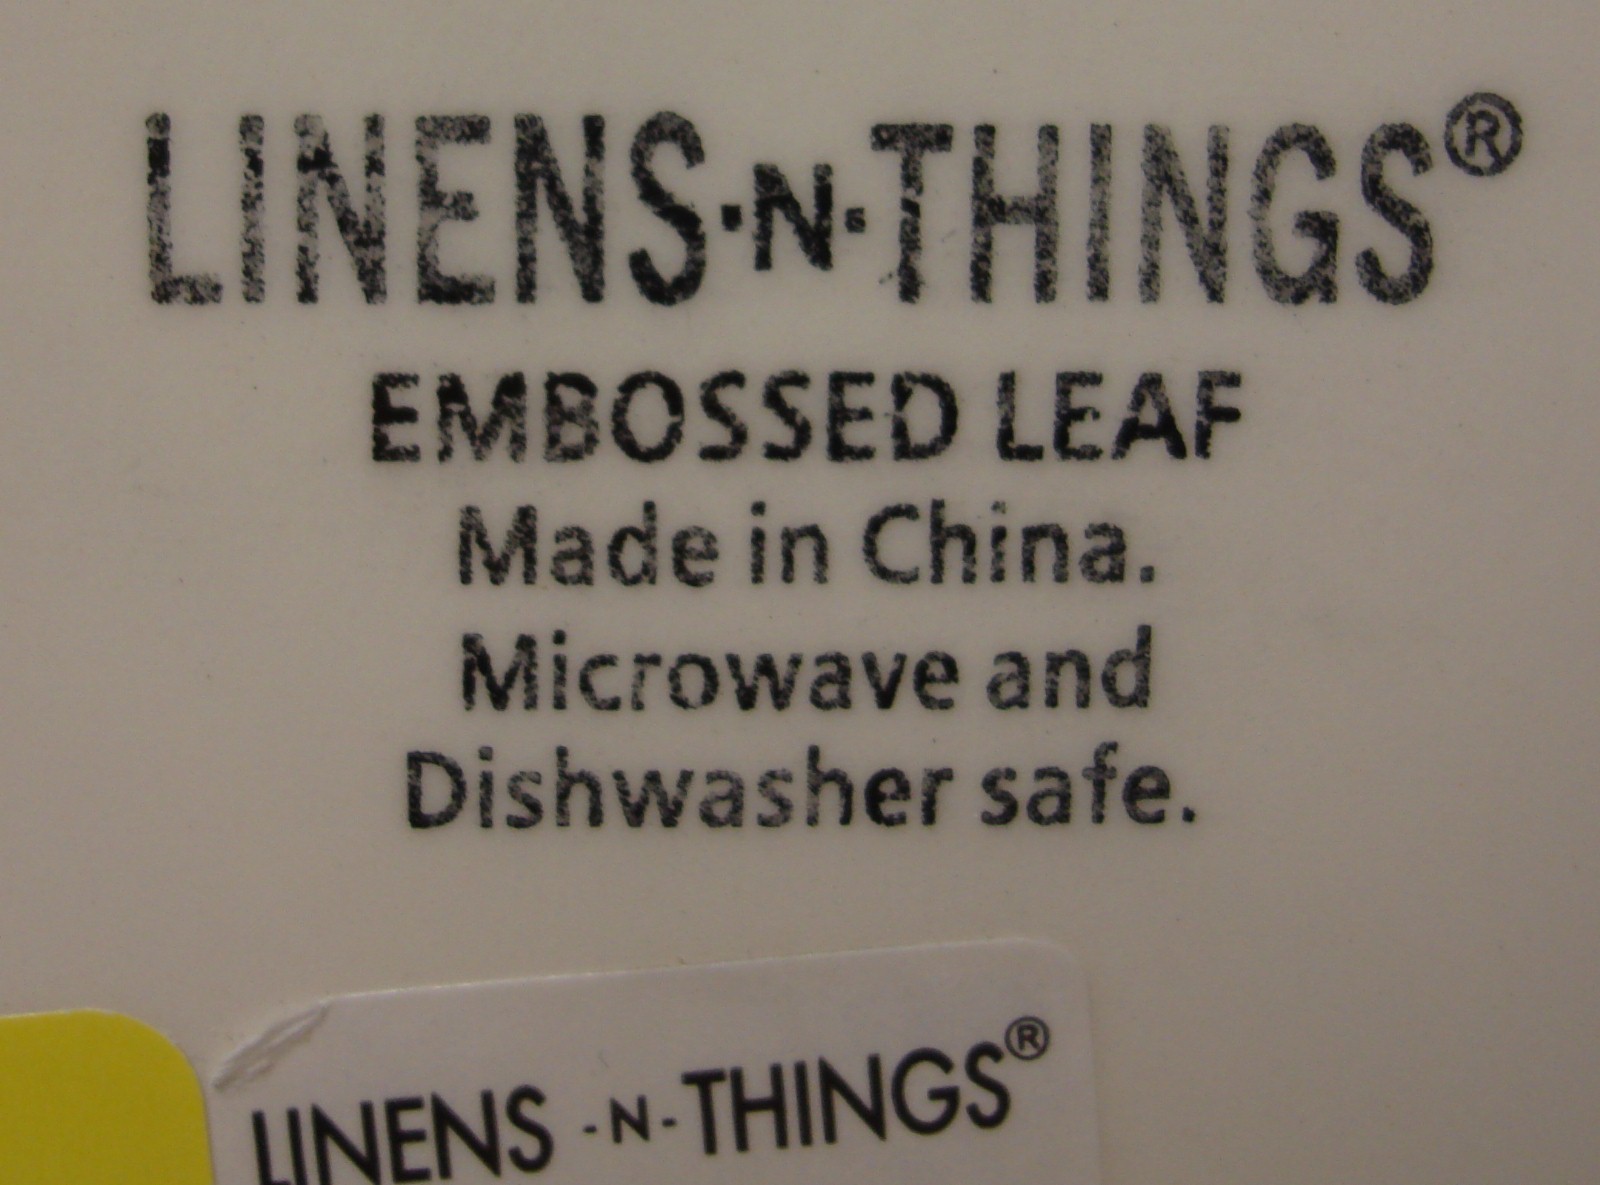 LINENS·N·THINGS®
EMBOSSED LEAF
Made in China.
Microwave and
Dishwasher safe.
LINENS -N-THINGS®